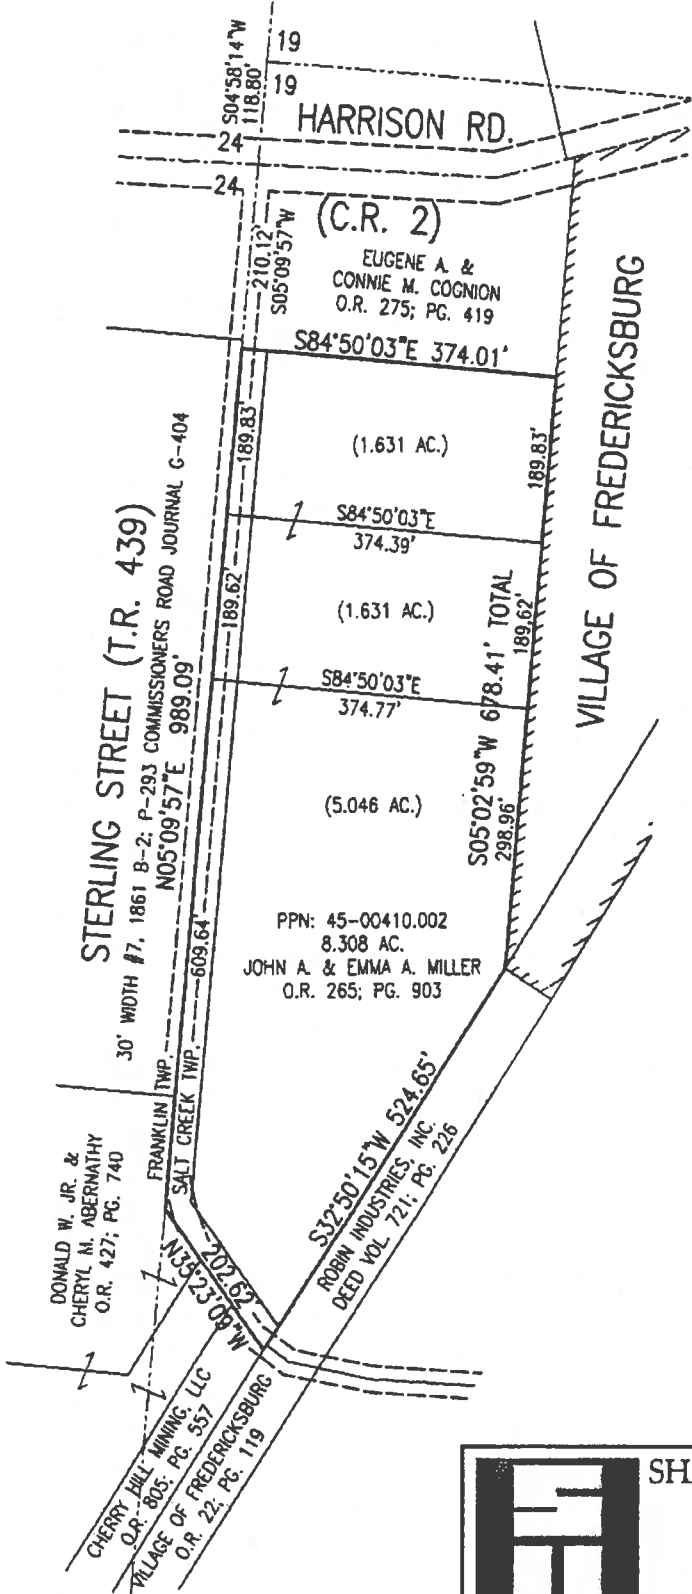 S04°58'14"W
118.80'
19
19
HARRISON RD.
24
24
(C.R. 2)
210.12'
S05°09'57"W
EUGENE A. &
CONNIE M. COGNION
O.R. 275; PG. 419
S84°50'03"E 374.01'
VILLAGE OF FREDERICKSBURG
189.83'
(1.631 AC.)
189.83'
S84°50'03"E
374.39'
STERLING STREET (T.R. 439)
30' WIDTH #7, 1861 B-2; P-293 COMMISSIONERS ROAD JOURNAL G-404
N05°09'57"E 989.09'
189.62'
(1.631 AC.)
189.62'
S05°02'59"W 678.41' TOTAL
S84°50'03"E
374.77'
(5.046 AC.)
298.96'
609.64'
PPN: 45-00410.002
8.308 AC.
JOHN A. & EMMA A. MILLER
O.R. 265; PG. 903
FRANKLIN TWP.
SALT CREEK TWP.
S32°50'15"W 524.65'
ROBIN INDUSTRIES, INC.
DEED VOL. 721; PG. 226
DONALD W. JR. &
CHERYL M. ABERNATHY
O.R. 427; PG. 740
202.62'
N35°23'09"W
CHERRY HILL MINING, LLC
O.R. 805; PG. 557
VILLAGE OF FREDERICKSBURG
O.R. 22; PG. 119
SH